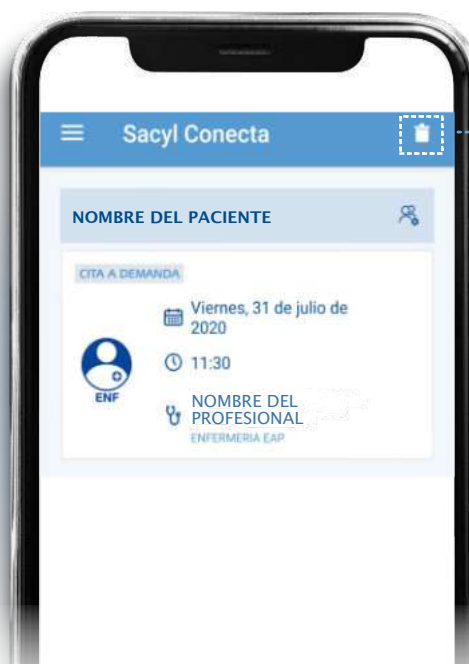 Sacyl Conecta
NOMBRE DEL PACIENTE
CITA A DEMANDA
Viernes, 31 de julio de
2020
11:30
ENF
NOMBRE DEL
PROFESIONAL
ENFERMERIA EAP